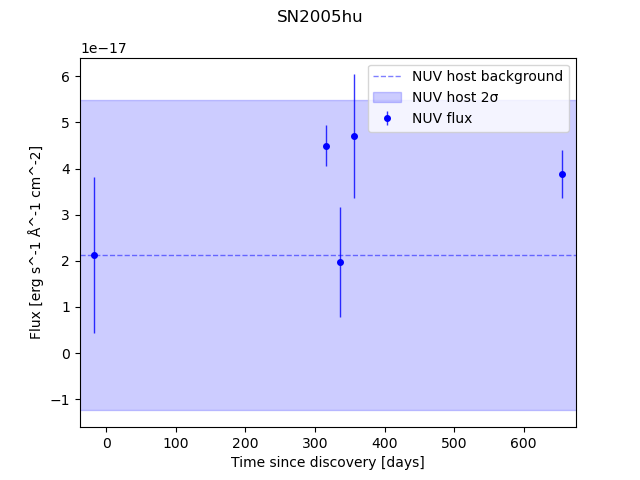 SN2005hu
1e−17
NUV host background
NUV host 2σ
NUV flux
6
5
4
3
2
1
0
−1
Flux [erg s^-1 Å^-1 cm^-2]
0 100 200 300 400 500 600
Time since discovery [days]